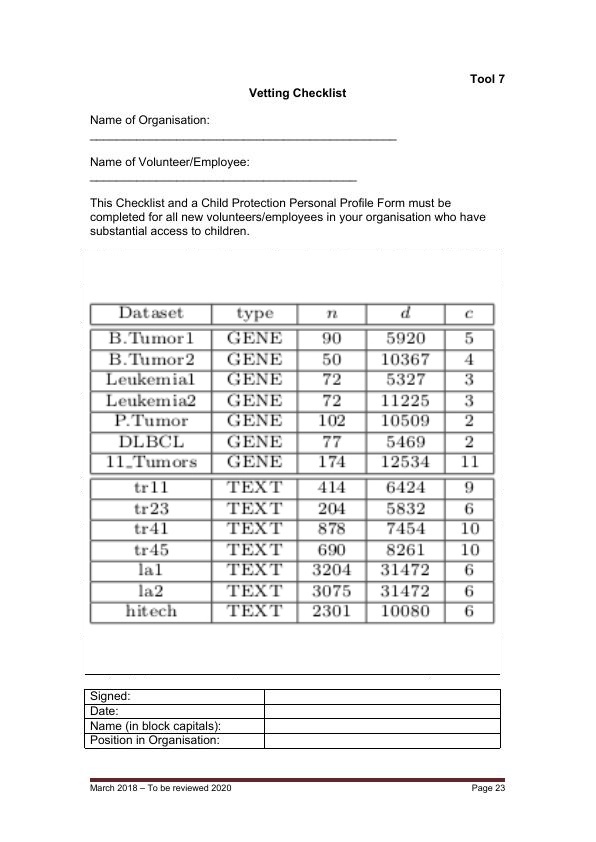 Tool 7
Vetting Checklist
Name of Organisation:
Name of Volunteer/Employee:
This Checklist and a Child Protection Personal Profile Form must be
completed for all new volunteers/employees in your organisation who have
substantial access to children.
Dataset type n d c
B.Tumor1 GENE 90 5920 5
B.Tumor2 GENE 50 10367 4
Leukemia1 GENE 72 5327 3
Leukemia2 GENE 72 11225 3
P.Tumor GENE 102 10509 2
DLBCL GENE 77 5469 2
11_Tumors GENE 174 12534 11
tr11 TEXT 414 6424 9
tr23 TEXT 204 5832 6
tr41 TEXT 878 7454 10
tr45 TEXT 690 8261 10
la1 TEXT 3204 31472 6
la2 TEXT 3075 31472 6
hitech TEXT 2301 10080 6
Signed:
Date:
Name (in block capitals):
Position in Organisation:
March 2018 – To be reviewed 2020 Page 23